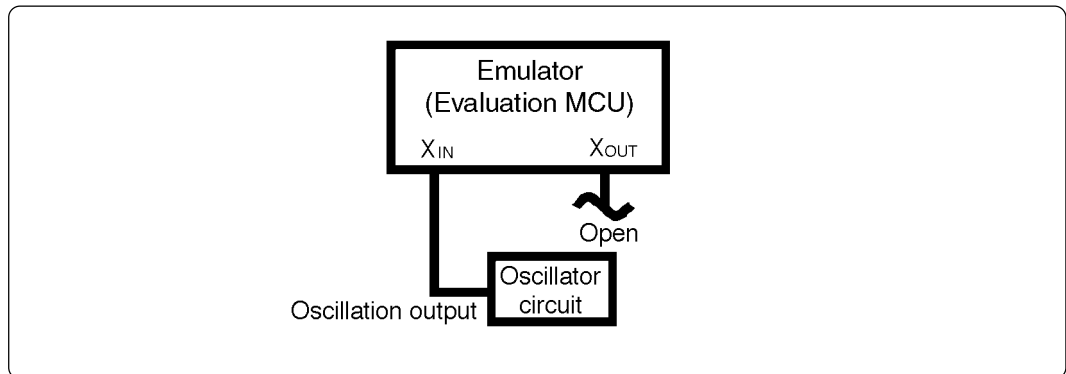 Emulator
(Evaluation MCU)
XIN XOUT
Open
Oscillator
circuit
Oscillation output